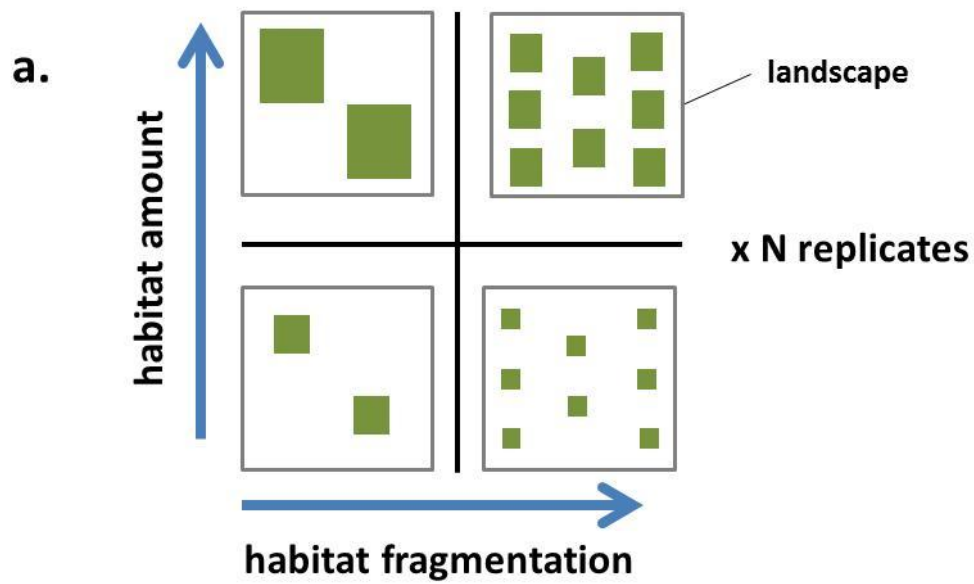 a.
landscape
habitat amount
x N replicates
habitat fragmentation